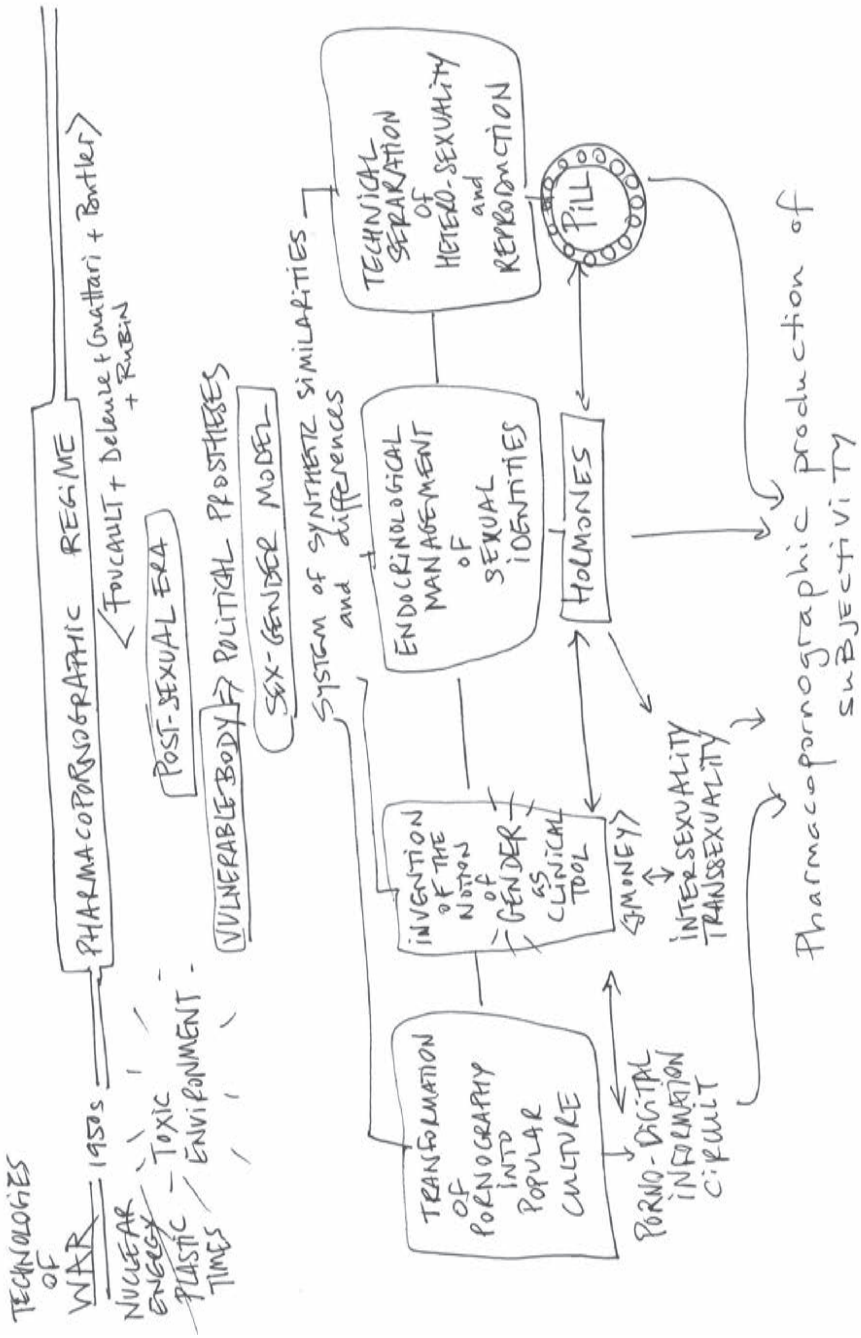 TECHNOLOGIES
OF
WAR
1950s
PHARMACOPORNOGRAPHIC REGIME
NUCLEAR
ENERGY
PLASTIC
TIMES
TOXIC
ENVIRONMENT
<FOUCAULT + Deleuze + Guattari + Buttler>
+ RUBIN
POST-SEXUAL ERA
VULNERABLE BODY
POLITICAL PROSTHESES
SEX-GENDER MODEL
SYSTEM OF SYNTHETIC SIMILARITIES
and differences
TRANSFORMATION
OF
PORNOGRAPHY
INTO
POPULAR
CULTURE
INVENTION
OF THE
NOTION
OF
GENDER
as
CLINICAL
TOOL
ENDOCRINOLOGICAL
MANAGEMENT
OF
SEXUAL
IDENTITIES
TECHNICAL
SEPARATION
OF
HETERO-SEXUALITY
and
REPRODUCTION
PORNO-DIGITAL
INFORMATION
CIRCUIT
<J.MONEY>
INTERSEXUALITY
TRANSSEXUALITY
HORMONES
PILL
Pharmacopornographic production of
SUBJECTIVITY